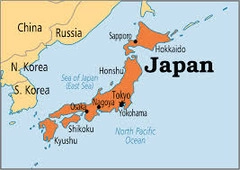 China
Russia
Sapporo
Hokkaido
N. Korea
Sea of Japan
(East Sea)
Honshu
Japan
S. Korea
Tokyo
Osaka
Nagoya
Yokohama
Shikoku
North Pacific
Ocean
Kyushu